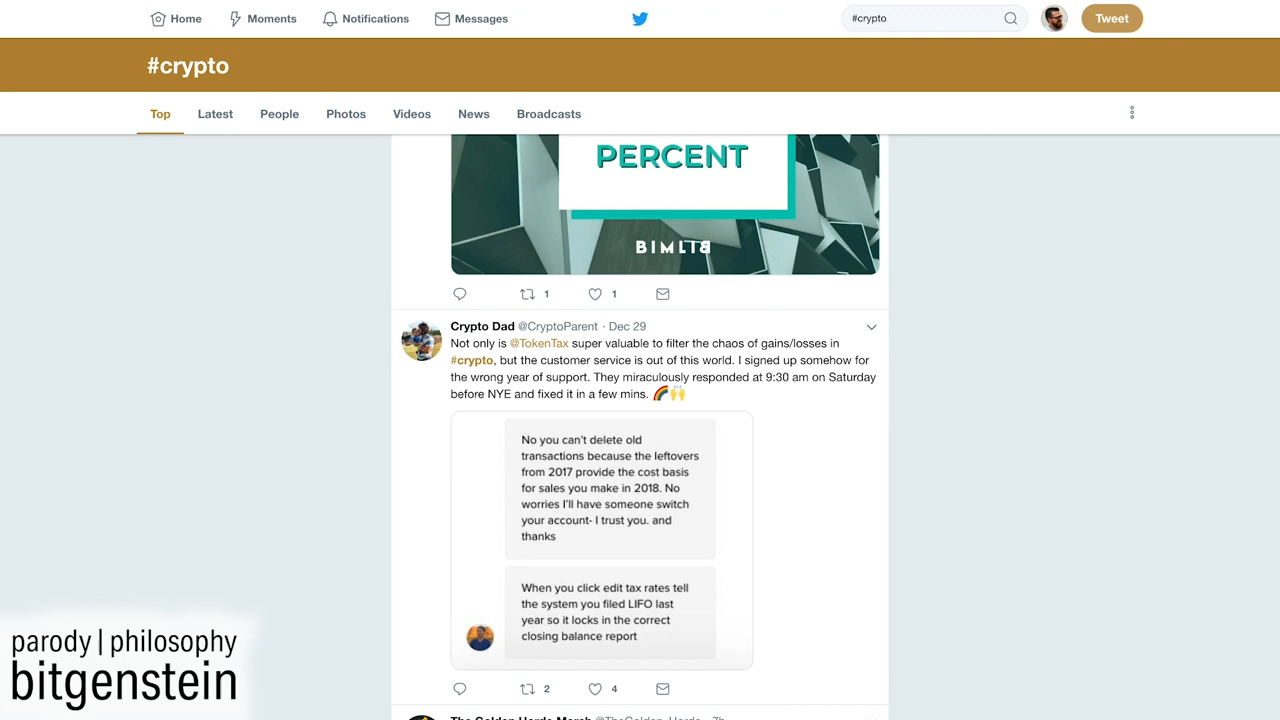 Home
Moments
Notifications
Messages
#crypto
Tweet
#crypto
Top
Latest
People
Photos
Videos
News
Broadcasts
PERCENT
BIMLIB
1
1
Crypto Dad @CryptoParent · Dec 29
Not only is @TokenTax super valuable to filter the chaos of gains/losses in
#crypto, but the customer service is out of this world. I signed up somehow for
the wrong year of support. They miraculously responded at 9:30 am on Saturday
before NYE and fixed it in a few mins. 🌈🙌
No you can't delete old
transactions because the leftovers
from 2017 provide the cost basis
for sales you make in 2018. No
worries I'll have someone switch
your account- I trust you. and
thanks
When you click edit tax rates tell
the system you filed LIFO last
year so it locks in the correct
closing balance report
2
4
parody | philosophy
bitgenstein